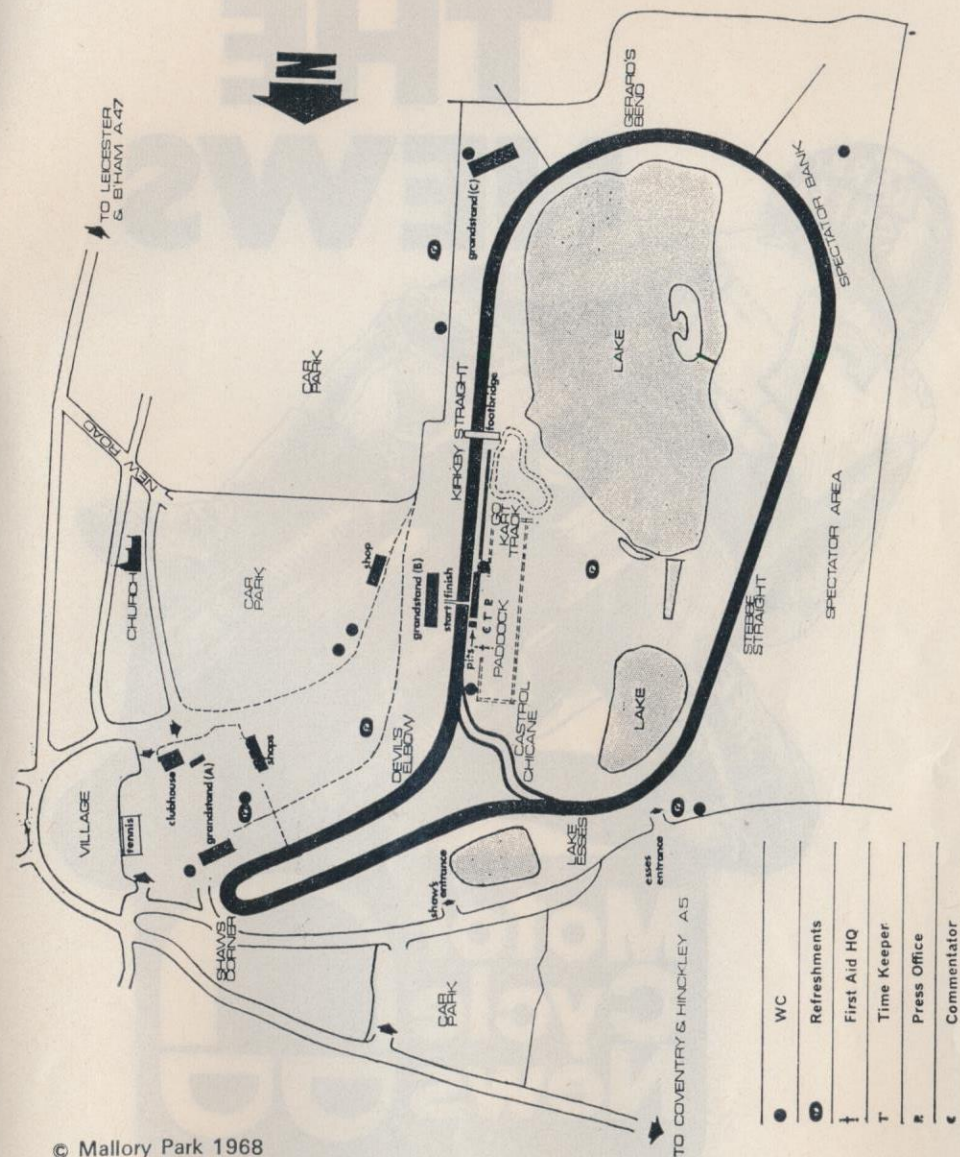 TO LEICESTER
& B'HAM A47
N
GERARD'S
BEND
grandstand (C)
SPECTATOR BANK
CAR
PARK
LAKE
KIRKBY STRAIGHT
footbridge
NEW ROAD
CHURCH
CAR
PARK
shop
grandstand (B)
start finish
GO
KART
TRACK
pits
c T P
PADDOCK
SPECTATOR AREA
STEBBE
STRAIGHT
LAKE
DEVIL'S
ELBOW
CASTROL
CHICANE
VILLAGE
tennis
clubhouse
grandstand (A)
shops
SHAW'S
CORNER
shaw's
entrance
LAKE
ESSES
esses
entrance
CAR
PARK
TO COVENTRY & HINCKLEY A5
WC
Refreshments
First Aid HQ
T Time Keeper
P. Press Office
c Commentator
© Mallory Park 1968